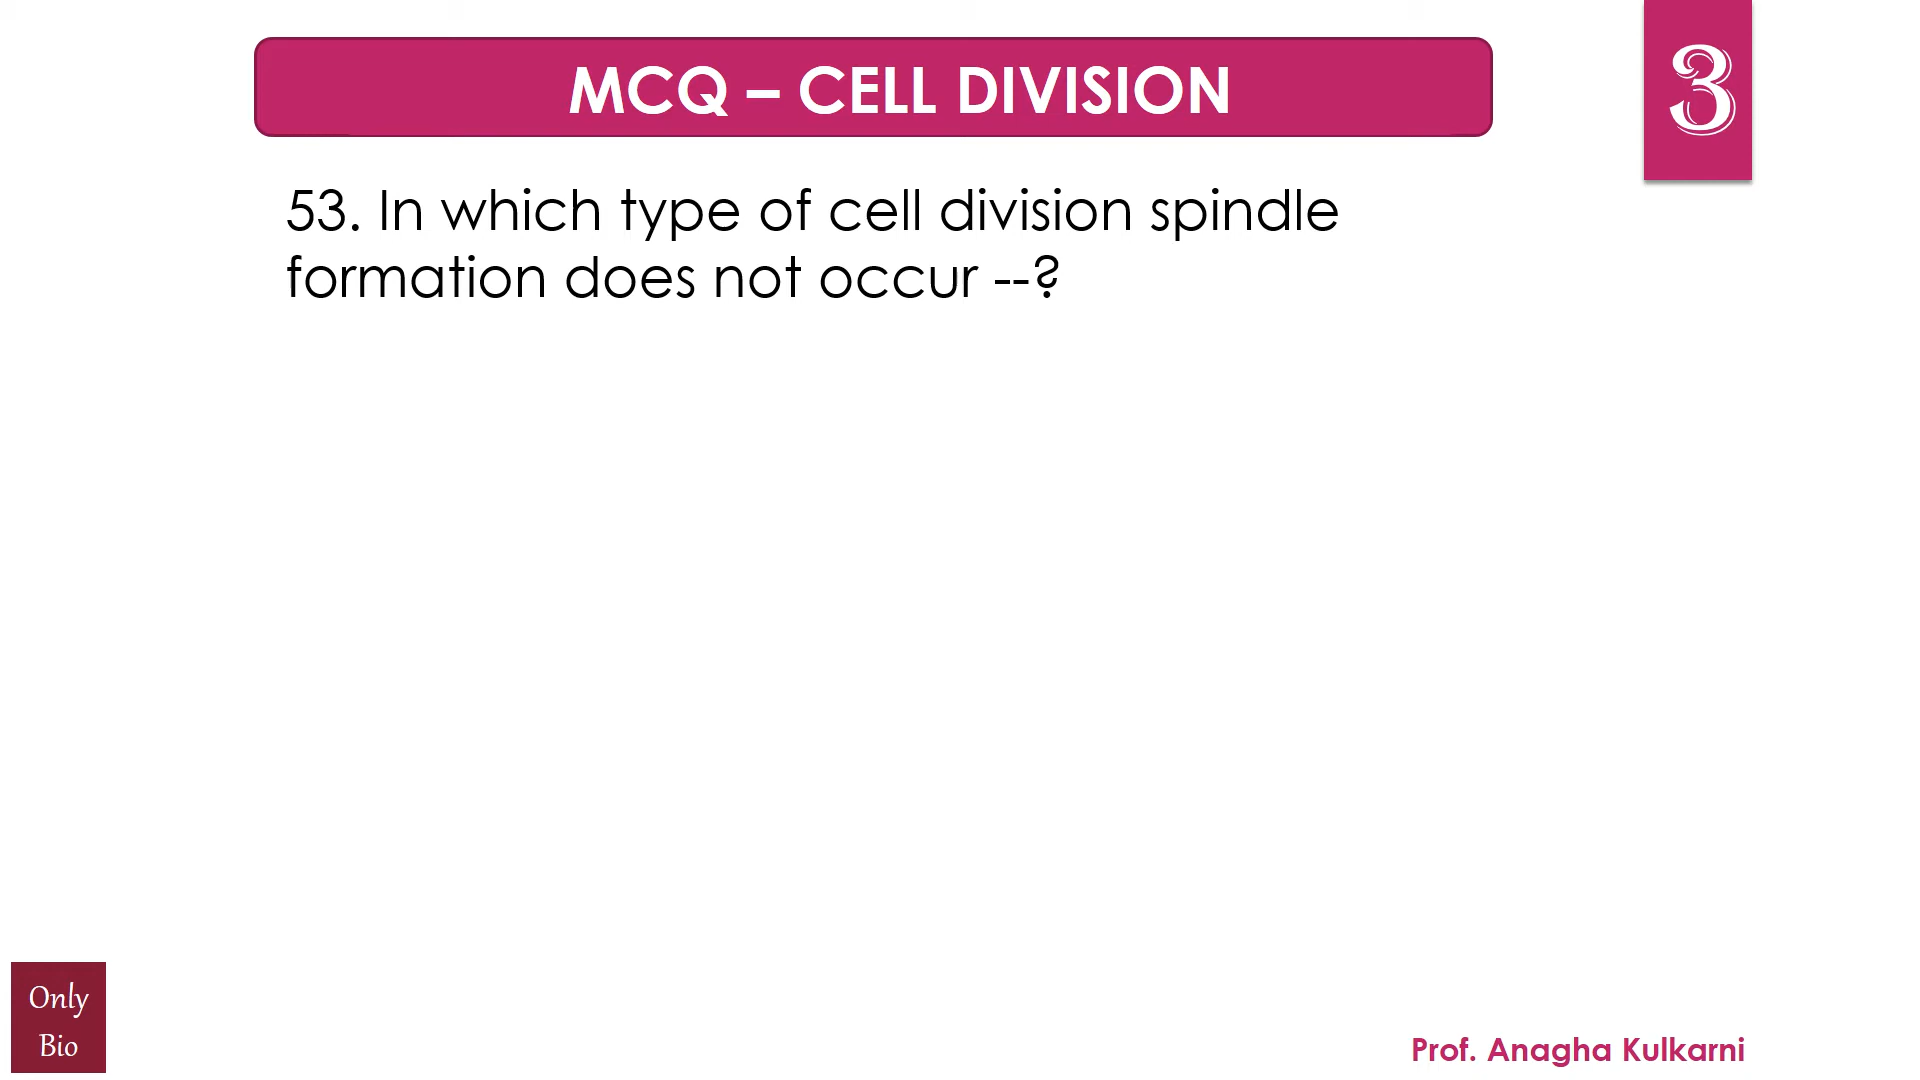 MCQ – CELL DIVISION
3
53. In which type of cell division spindle
formation does not occur --?
Only
Bio
Prof. Anagha Kulkarni